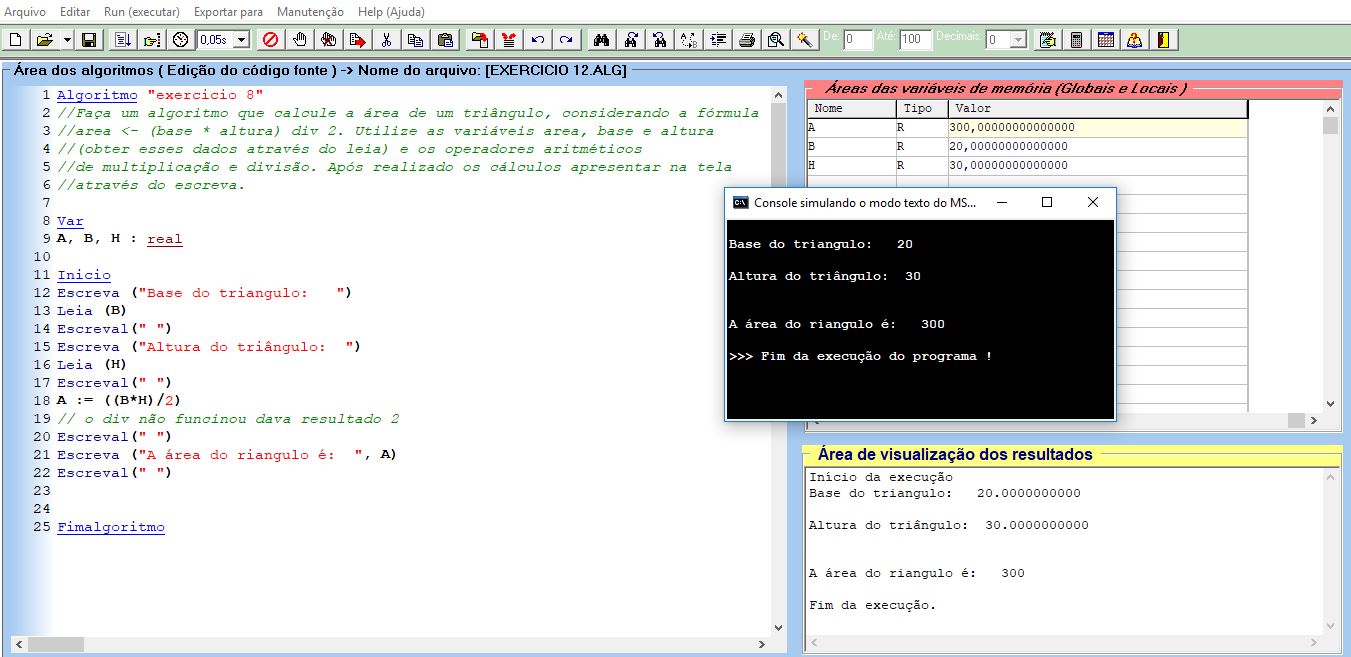 Arquivo Editar Run (executar) Exportar para Manutenção Help (Ajuda)
0,05s De: 0 Até: 100 Decimais 0
Área dos algoritmos ( Edição do código fonte ) -> Nome do arquivo: [EXERCICIO 12.ALG]
1 Algoritmo "exercicio 8"
2 //Faça um algoritmo que calcule a área de um triângulo, considerando a fórmula
3 //area <- (base * altura) div 2. Utilize as variáveis area, base e altura
4 //(obter esses dados através do leia) e os operadores aritméticos
5 //de multiplicação e divisão. Após realizado os cálculos apresentar na tela
6 //através do escreva.
7
8 Var
9 A, B, H : real
10
11 Inicio
12 Escreva ("Base do triangulo:   ")
13 Leia (B)
14 Escreval(" ")
15 Escreva ("Altura do triângulo:  ")
16 Leia (H)
17 Escreval(" ")
18 A := ((B*H)/2)
19 // o div não funcinou dava resultado 2
20 Escreval(" ")
21 Escreva ("A área do riangulo é:  ", A)
22 Escreval(" ")
23
24
25 Fimalgoritmo
Áreas das variáveis de memória (Globais e Locais )
Nome Tipo Valor
A R 300,00000000000000
B R 20,00000000000000
H R 30,00000000000000
C:\ Console simulando o modo texto do MS...
Base do triangulo:   20
Altura do triângulo:  30
A área do riangulo é:   300
>>> Fim da execução do programa !
Área de visualização dos resultados
Início da execução
Base do triangulo:   20.0000000000
Altura do triângulo:  30.0000000000
A área do riangulo é:   300
Fim da execução.